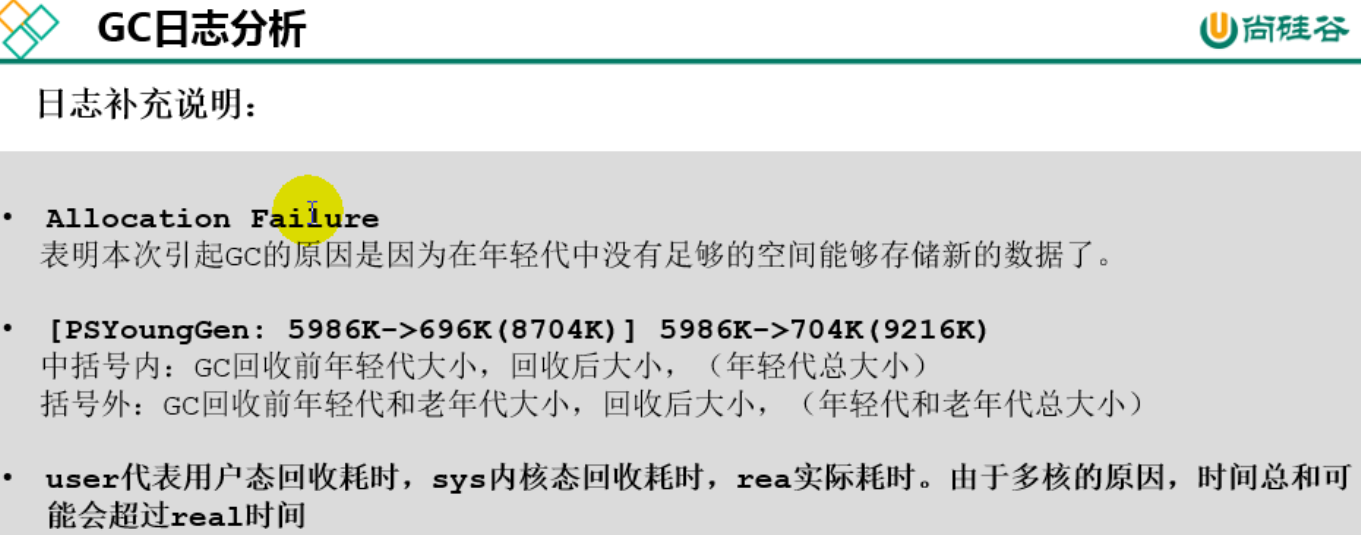 GC日志分析
尚硅谷
日志补充说明：
• Allocation Failure
表明本次引起GC的原因是因为在年轻代中没有足够的空间能够存储新的数据了。
• [PSYoungGen: 5986K->696K(8704K)] 5986K->704K(9216K)
中括号内：GC回收前年轻代大小，回收后大小，（年轻代总大小）
括号外：GC回收前年轻代和老年代大小，回收后大小，（年轻代和老年代总大小）
• user代表用户态回收耗时，sys内核态回收耗时，rea实际耗时。由于多核的原因，时间总和可
能会超过real时间